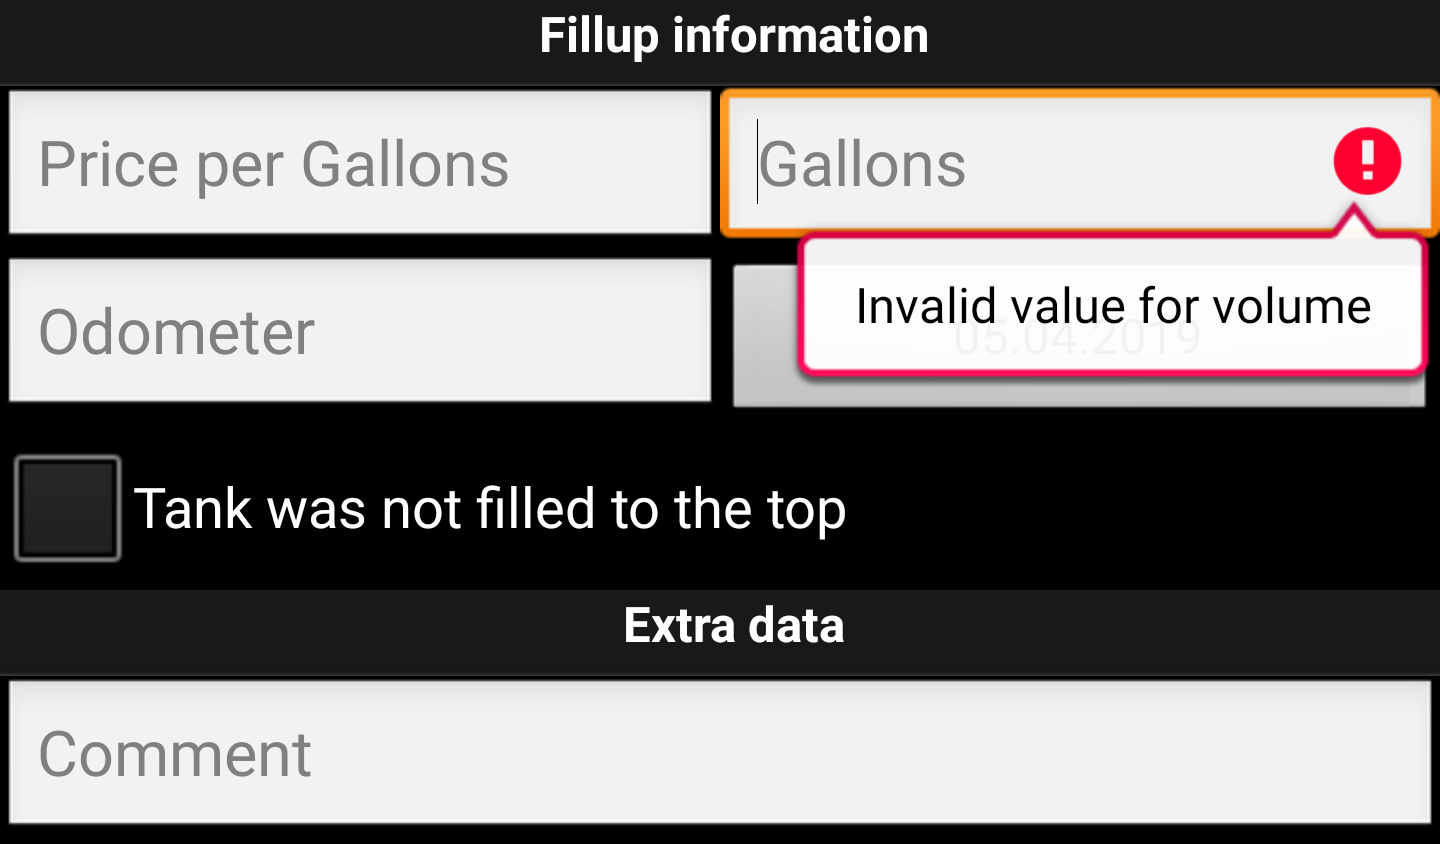 Fillup information
Price per Gallons
Gallons
Invalid value for volume
Odometer
05.04.2019
Tank was not filled to the top
Extra data
Comment